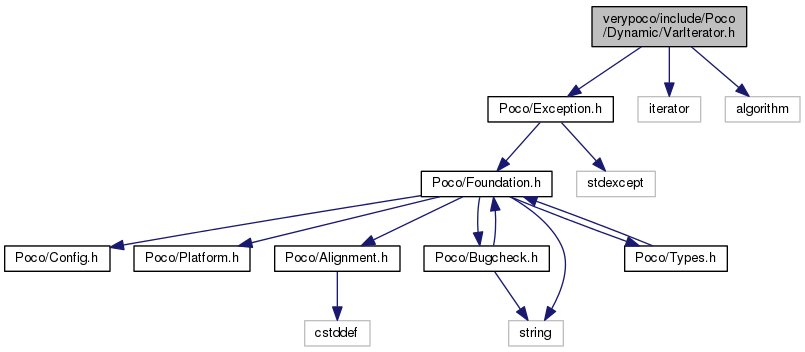 verypoco/include/Poco
/Dynamic/VarIterator.h
Poco/Exception.h
iterator
algorithm
Poco/Foundation.h
stdexcept
Poco/Config.h
Poco/Platform.h
Poco/Alignment.h
Poco/Bugcheck.h
Poco/Types.h
cstddef
string